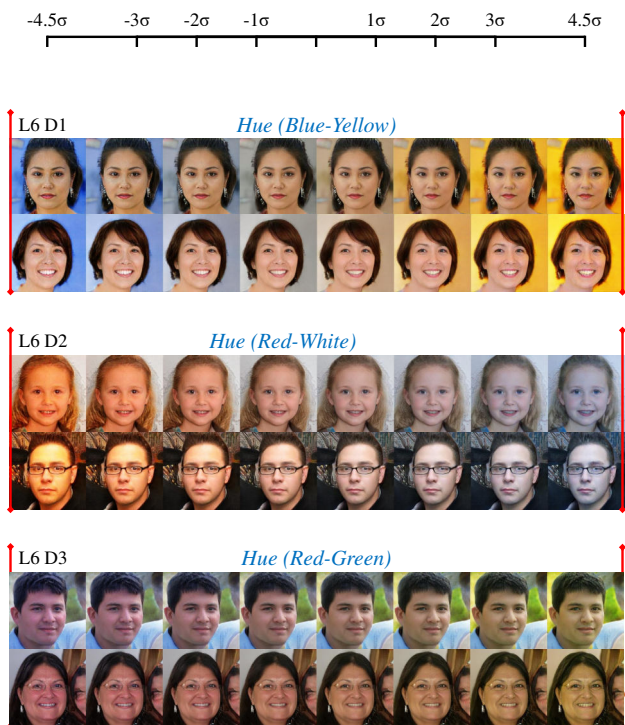 -4.5σ -3σ -2σ -1σ 1σ 2σ 3σ 4.5σ
L6 D1 Hue (Blue-Yellow)
L6 D2 Hue (Red-White)
L6 D3 Hue (Red-Green)